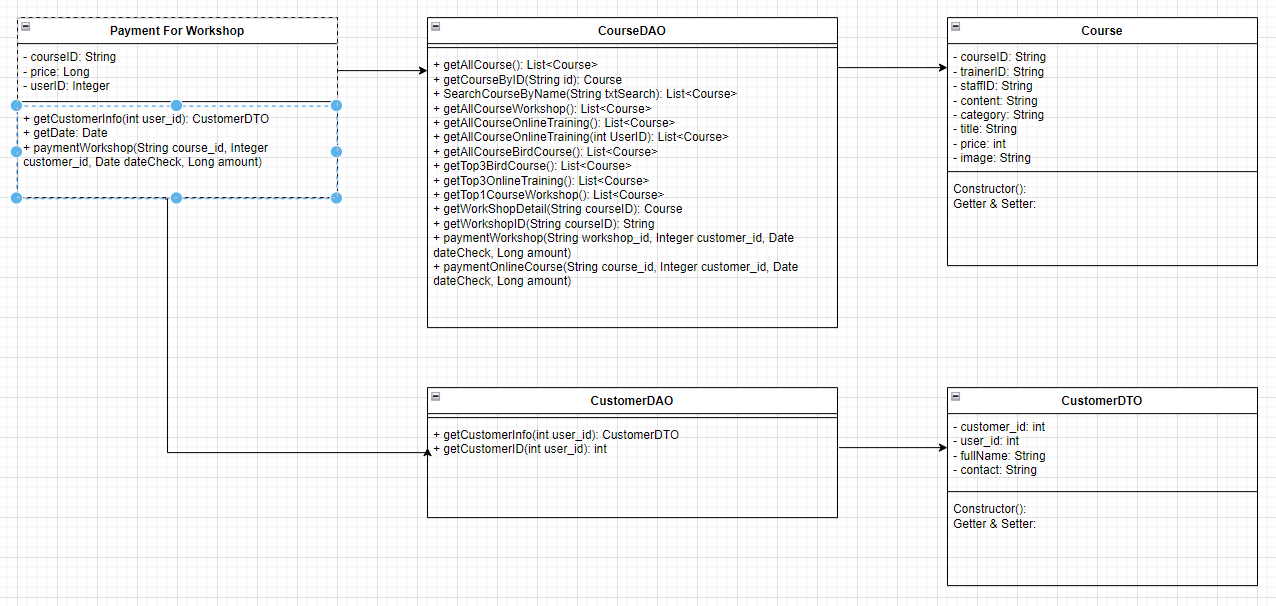 Payment For Workshop
- courseID: String
- price: Long
- userID: Integer
+ getCustomerInfo(int user_id): CustomerDTO
+ getDate: Date
+ paymentWorkshop(String course_id, Integer
customer_id, Date dateCheck, Long amount)
CourseDAO
+ getAllCourse(): List<Course>
+ getCourseByID(String id): Course
+ SearchCourseByName(String txtSearch): List<Course>
+ getAllCourseWorkshop(): List<Course>
+ getAllCourseOnlineTraining(): List<Course>
+ getAllCourseOnlineTraining(int UserID): List<Course>
+ getAllCourseBirdCourse(): List<Course>
+ getTop3BirdCourse(): List<Course>
+ getTop3OnlineTraining(): List<Course>
+ getTop1CourseWorkshop(): List<Course>
+ getWorkShopDetail(String courseID): Course
+ getWorkshopID(String courseID): String
+ paymentWorkshop(String workshop_id, Integer customer_id, Date
dateCheck, Long amount)
+ paymentOnlineCourse(String course_id, Integer customer_id, Date
dateCheck, Long amount)
Course
- courseID: String
- trainerID: String
- staffID: String
- content: String
- category: String
- title: String
- price: int
- image: String
Constructor():
Getter & Setter:
CustomerDAO
+ getCustomerInfo(int user_id): CustomerDTO
+ getCustomerID(int user_id): int
CustomerDTO
- customer_id: int
- user_id: int
- fullName: String
- contact: String
Constructor():
Getter & Setter: